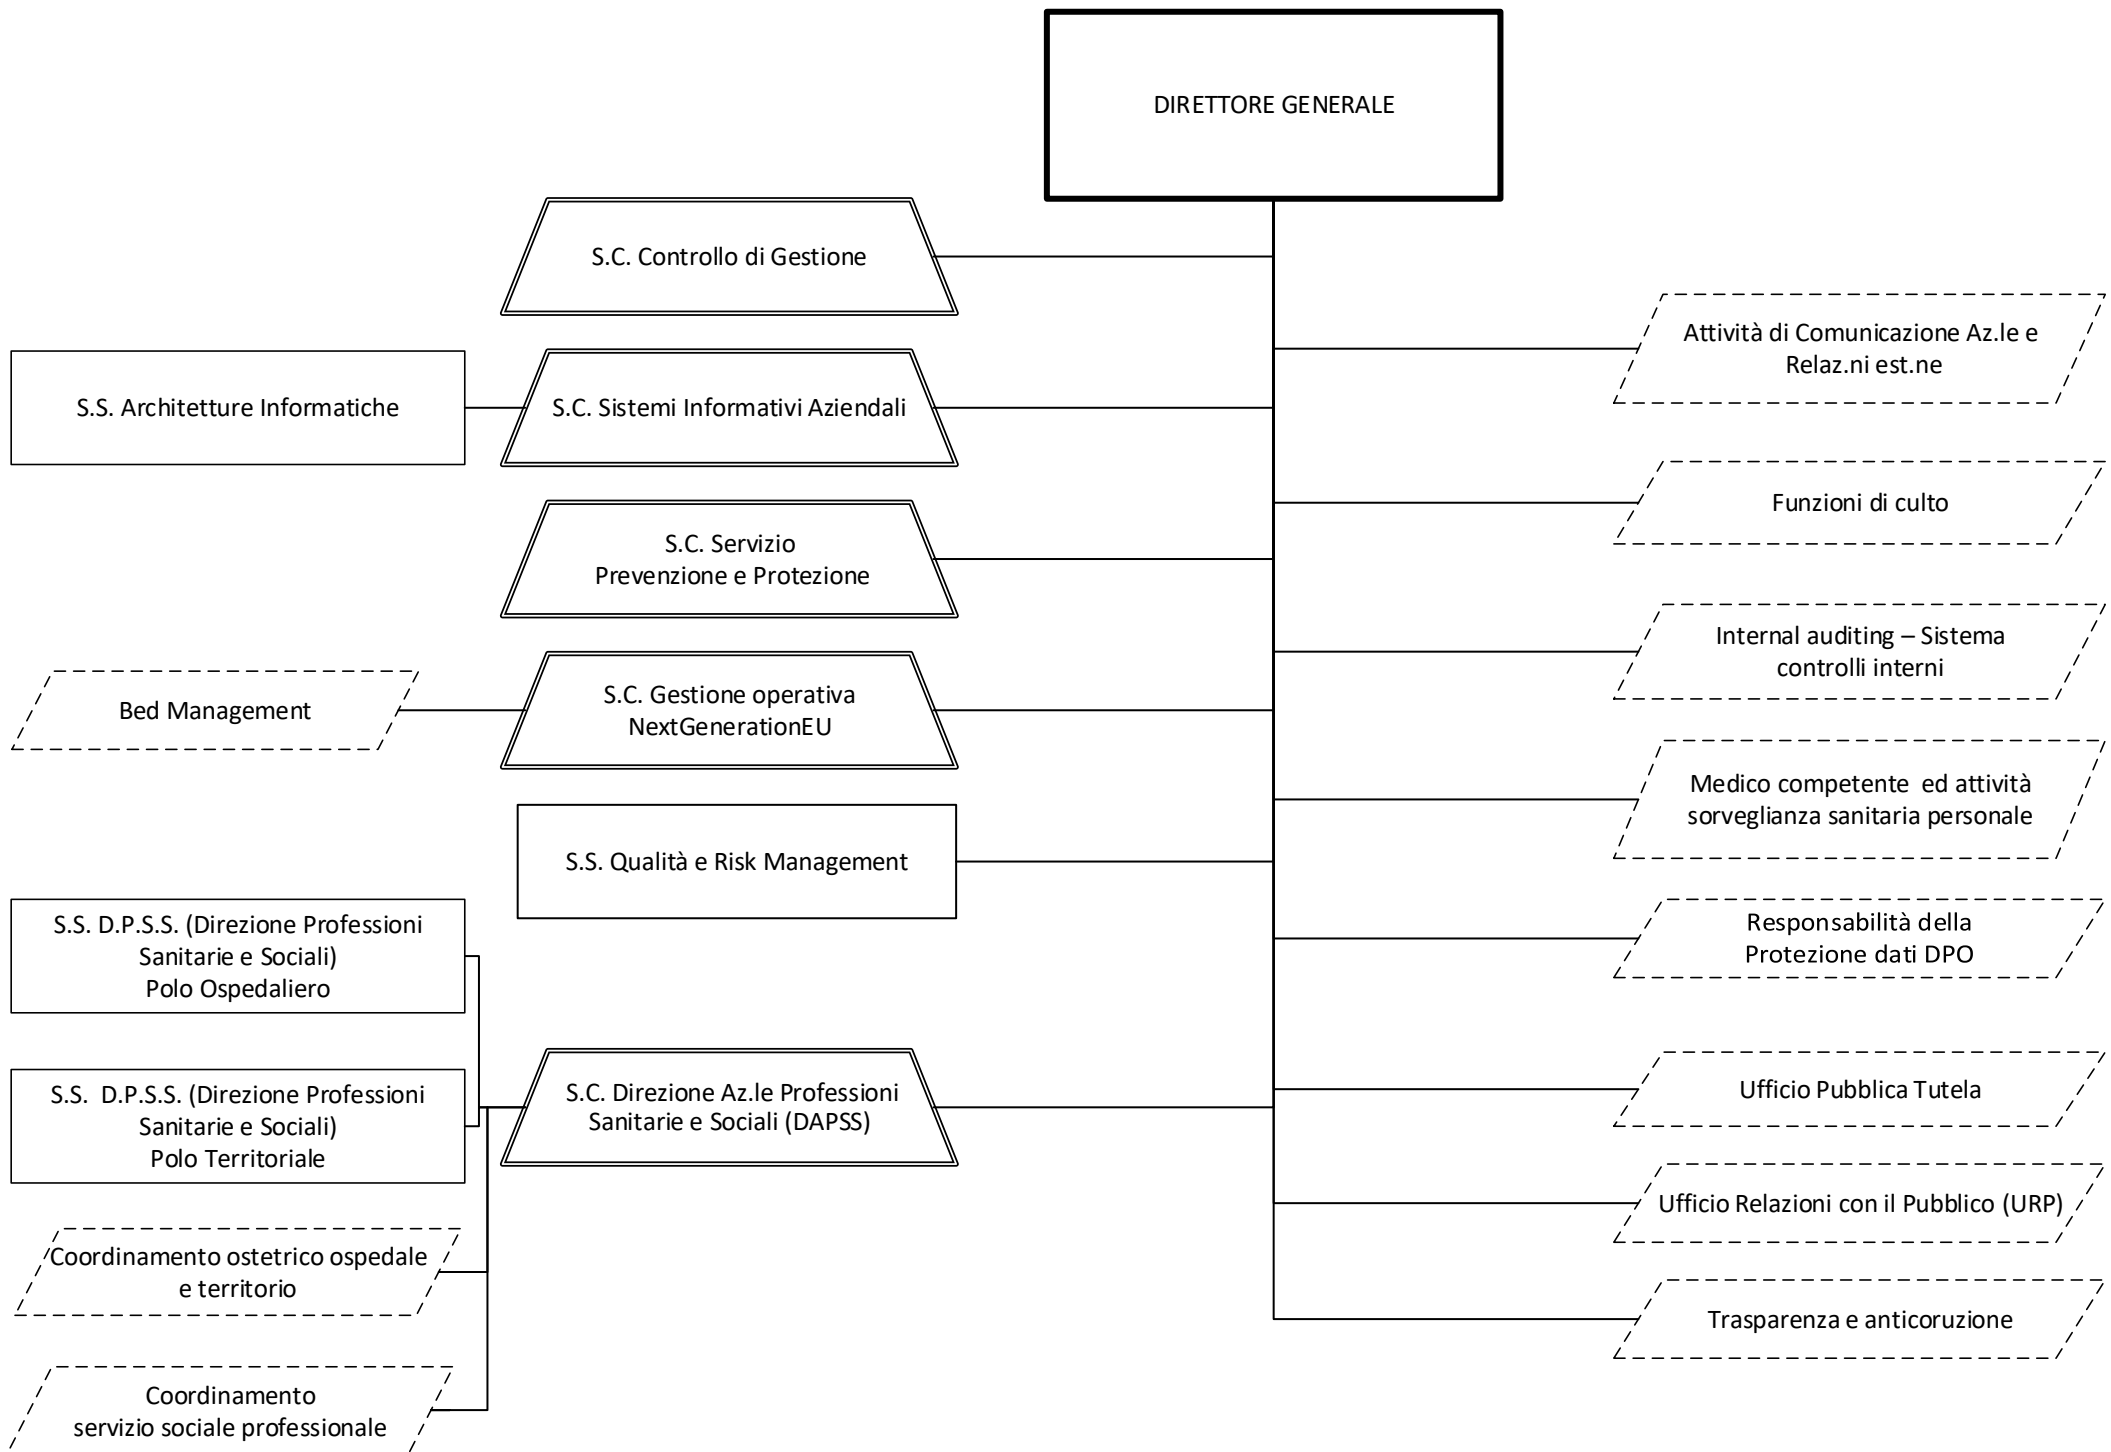 DIRETTORE GENERALE
S.C. Controllo di Gestione
S.S. Architetture Informatiche
S.C. Sistemi Informativi Aziendali
S.C. Servizio
Prevenzione e Protezione
Bed Management
S.C. Gestione operativa
NextGenerationEU
S.S. Qualità e Risk Management
S.S. D.P.S.S. (Direzione Professioni
Sanitarie e Sociali)
Polo Ospedaliero
S.S. D.P.S.S. (Direzione Professioni
Sanitarie e Sociali)
Polo Territoriale
S.C. Direzione Az.le Professioni
Sanitarie e Sociali (DAPSS)
Coordinamento ostetrico ospedale
e territorio
Coordinamento
servizio sociale professionale
Attività di Comunicazione Az.le e
Relaz.ni est.ne
Funzioni di culto
Internal auditing – Sistema
controlli interni
Medico competente ed attività
sorveglianza sanitaria personale
Responsabilità della
Protezione dati DPO
Ufficio Pubblica Tutela
Ufficio Relazioni con il Pubblico (URP)
Trasparenza e anticoruzione